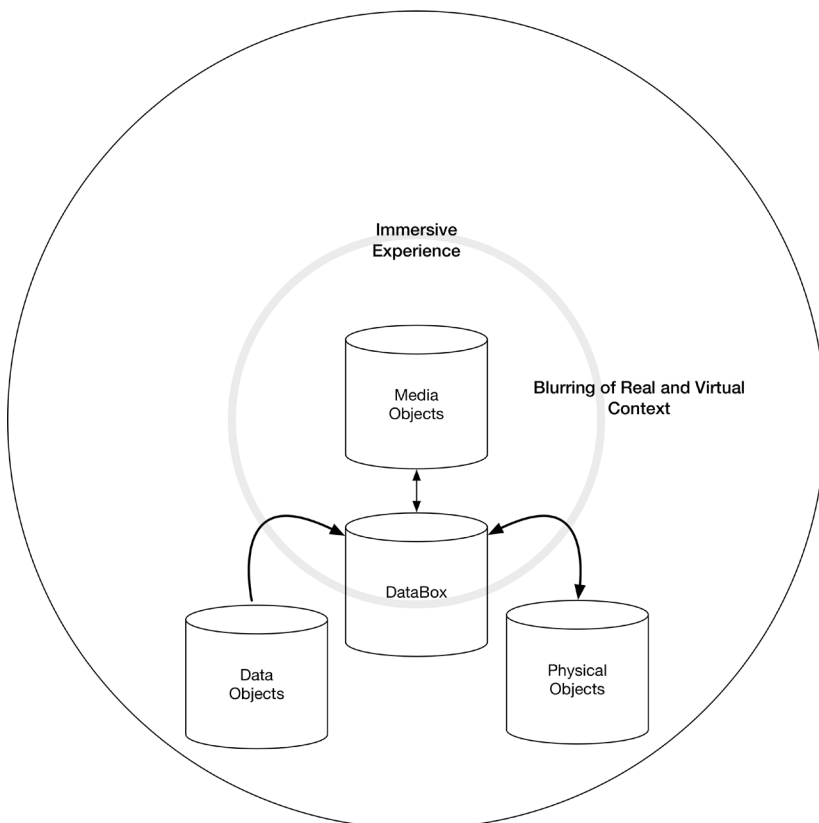 Immersive
Experience
Media
Objects
Blurring of Real and Virtual
Context
DataBox
Data
Objects
Physical
Objects